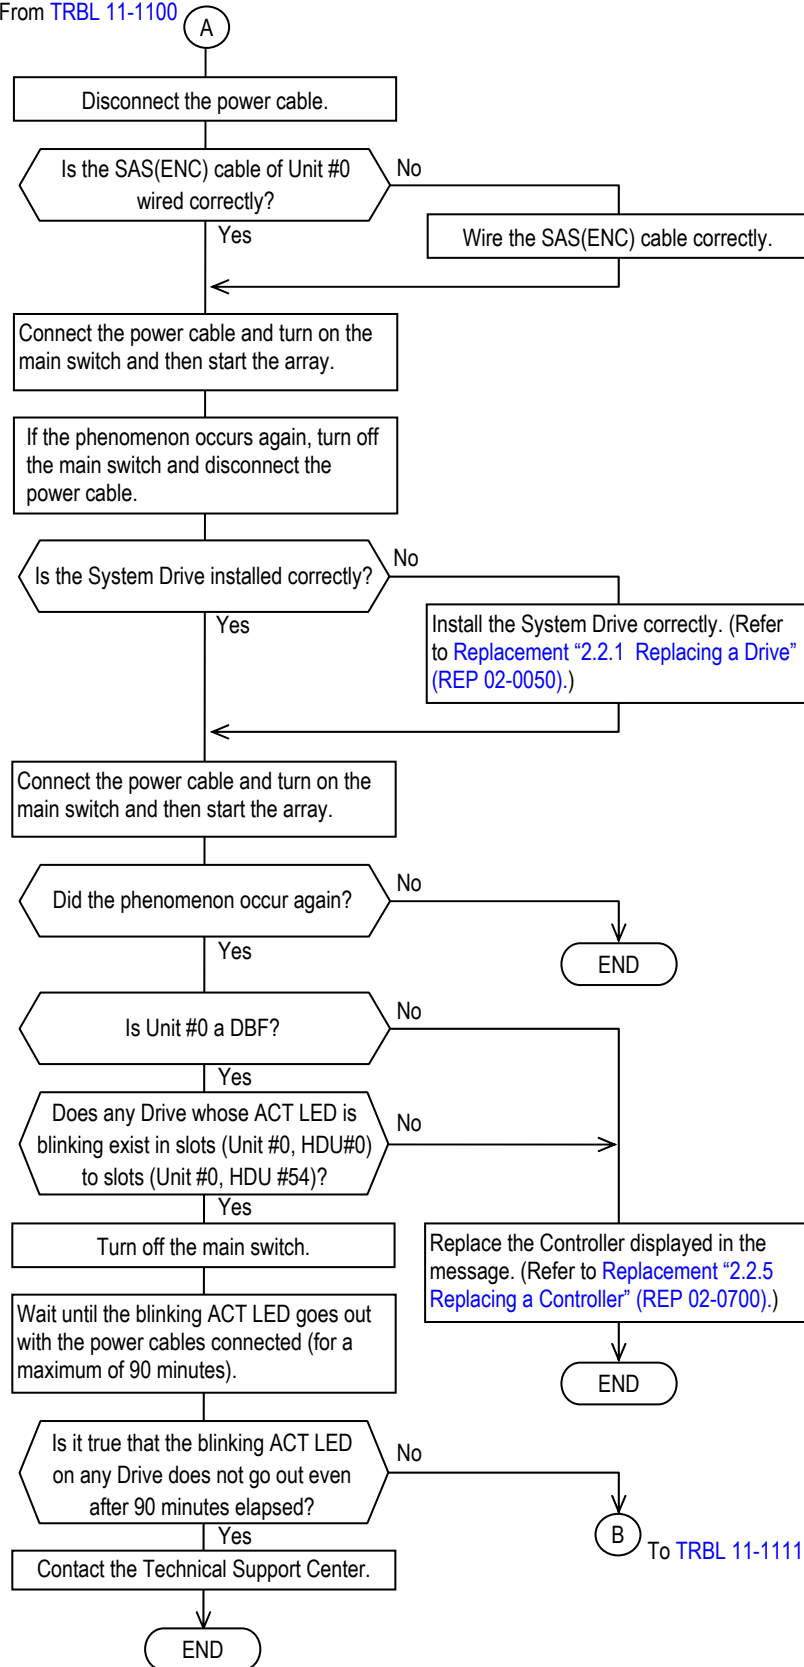 From TRBL 11-1100
A
Disconnect the power cable.
Is the SAS(ENC) cable of Unit #0
wired correctly?
No
Yes
Wire the SAS(ENC) cable correctly.
Connect the power cable and turn on the
main switch and then start the array.
If the phenomenon occurs again, turn off
the main switch and disconnect the
power cable.
Is the System Drive installed correctly?
No
Yes
Install the System Drive correctly. (Refer
to Replacement “2.2.1 Replacing a Drive”
(REP 02-0050).)
Connect the power cable and turn on the
main switch and then start the array.
Did the phenomenon occur again?
No
Yes
END
Is Unit #0 a DBF?
No
Yes
Does any Drive whose ACT LED is
blinking exist in slots (Unit #0, HDU#0)
to slots (Unit #0, HDU #54)?
No
Yes
Turn off the main switch.
Replace the Controller displayed in the
message. (Refer to Replacement “2.2.5
Replacing a Controller” (REP 02-0700).)
END
Wait until the blinking ACT LED goes out
with the power cables connected (for a
maximum of 90 minutes).
Is it true that the blinking ACT LED
on any Drive does not go out even
after 90 minutes elapsed?
No
Yes
B
To TRBL 11-1111
Contact the Technical Support Center.
END